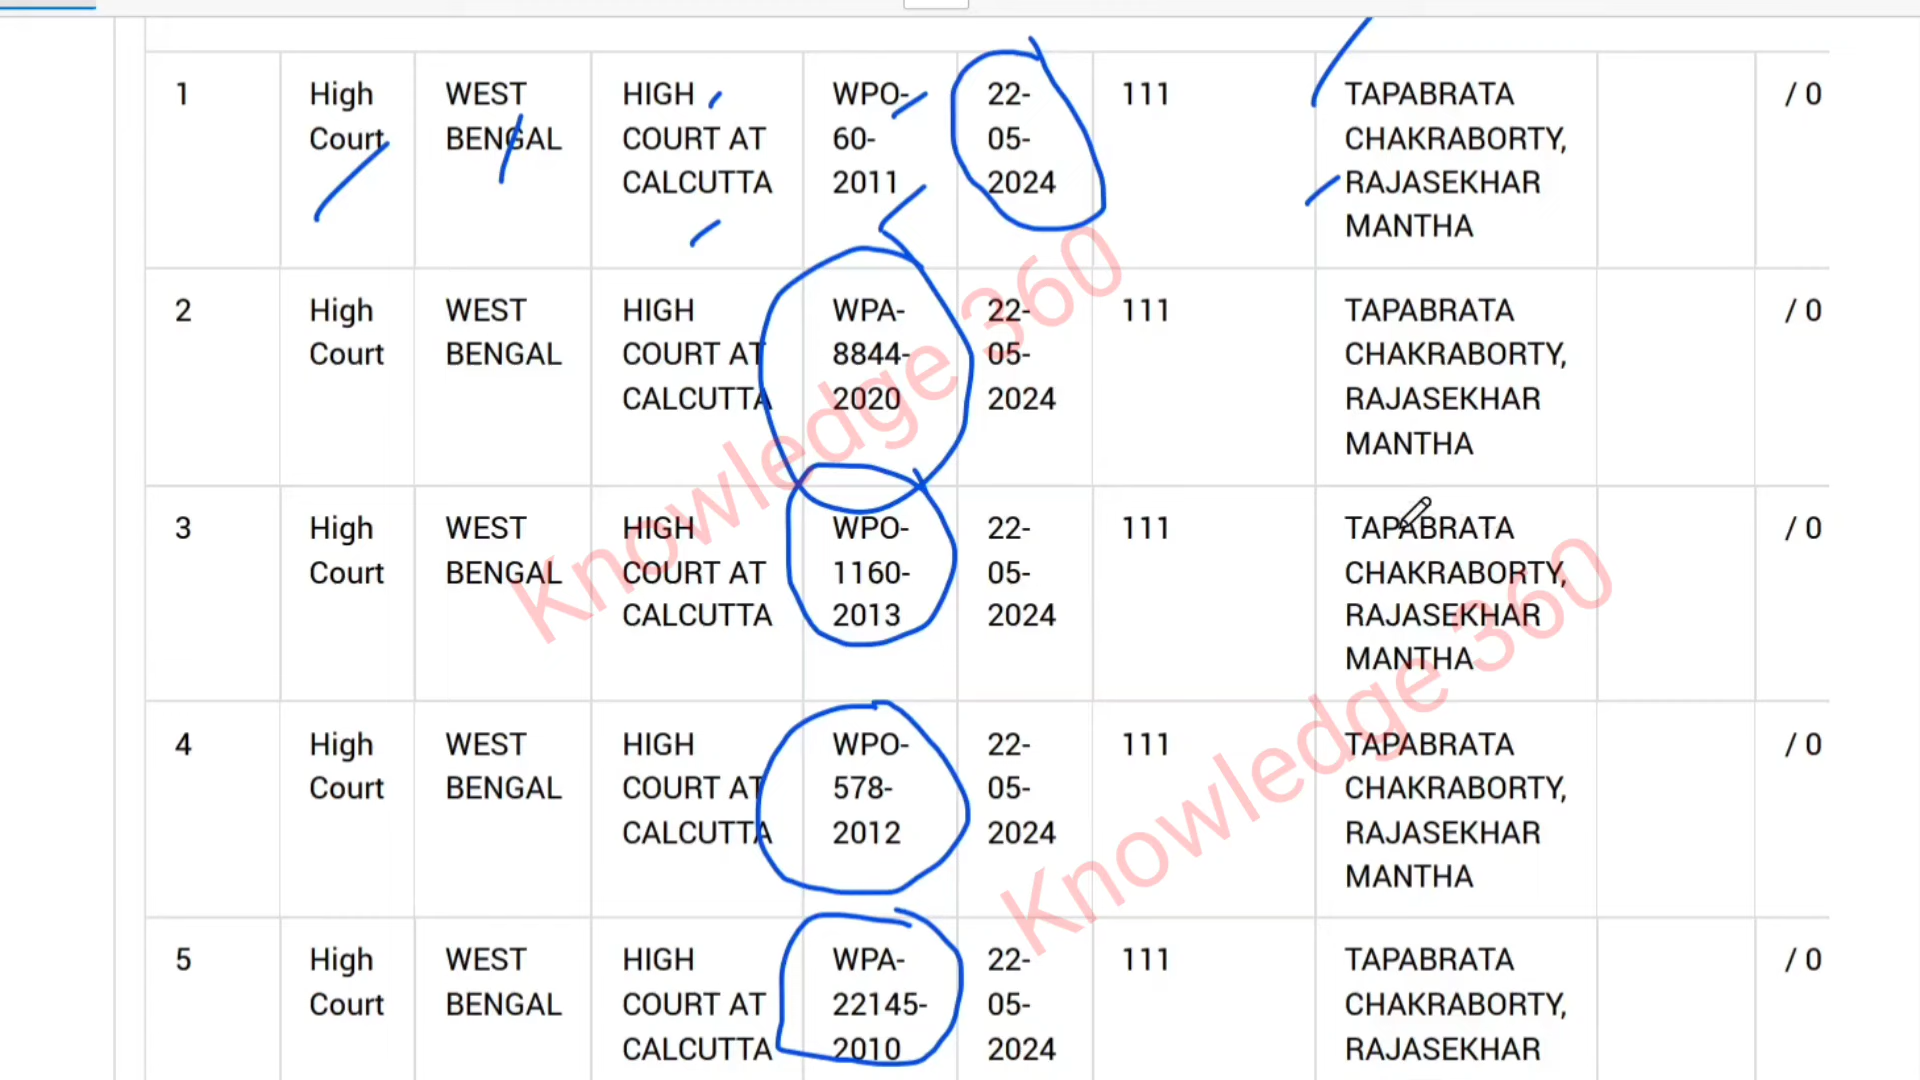 1 High WEST HIGH WPO- 22- 111 TAPABRATA / 0
Court BENGAL COURT AT 60- 05- CHAKRABORTY,
CALCUTTA 2011 2024 RAJASEKHAR
MANTHA
2 High WEST HIGH WPA- 22- 111 TAPABRATA / 0
Court BENGAL COURT AT 8844- 05- CHAKRABORTY,
CALCUTTA 2020 2024 RAJASEKHAR
MANTHA
3 High WEST HIGH WPO- 22- 111 TAPABRATA / 0
Court BENGAL COURT AT 1160- 05- CHAKRABORTY,
CALCUTTA 2013 2024 RAJASEKHAR
MANTHA
4 High WEST HIGH WPO- 22- 111 TAPABRATA / 0
Court BENGAL COURT AT 578- 05- CHAKRABORTY,
CALCUTTA 2012 2024 RAJASEKHAR
MANTHA
5 High WEST HIGH WPA- 22- 111 TAPABRATA / 0
Court BENGAL COURT AT 22145- 05- CHAKRABORTY,
CALCUTTA 2010 2024 RAJASEKHAR
Knowledge 360
Knowledge 360